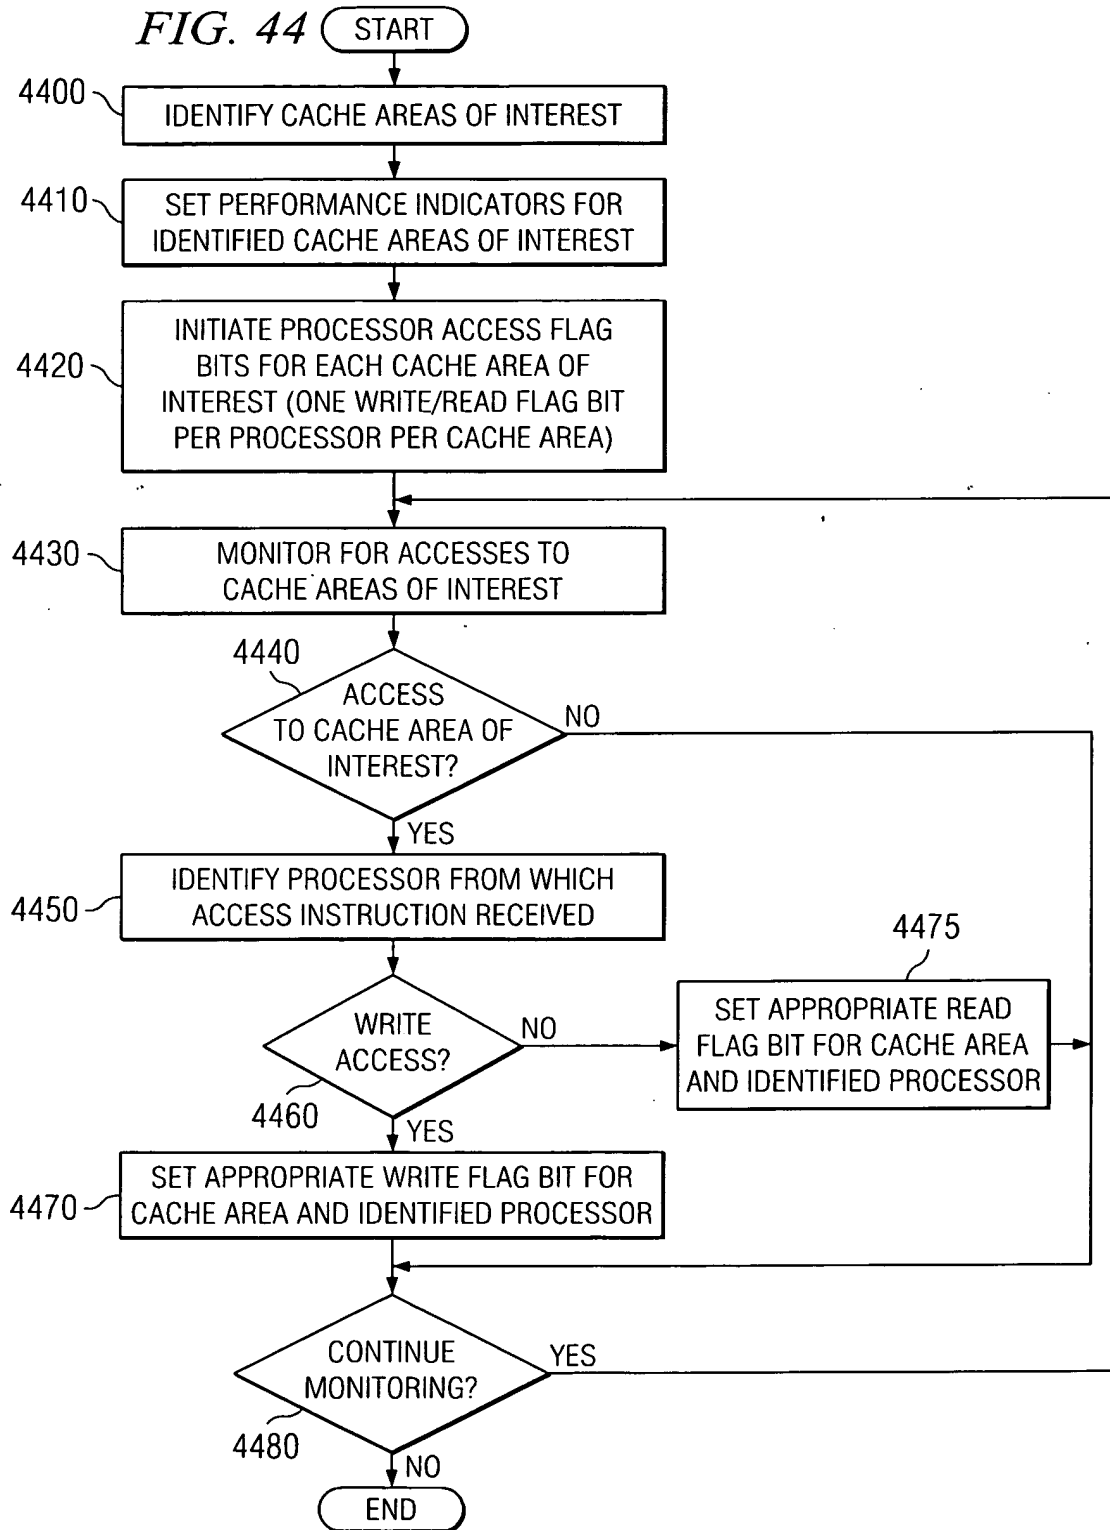 FIG. 44
START
4400
IDENTIFY CACHE AREAS OF INTEREST
4410
SET PERFORMANCE INDICATORS FOR
IDENTIFIED CACHE AREAS OF INTEREST
4420
INITIATE PROCESSOR ACCESS FLAG
BITS FOR EACH CACHE AREA OF
INTEREST (ONE WRITE/READ FLAG BIT
PER PROCESSOR PER CACHE AREA)
4430
MONITOR FOR ACCESSES TO
CACHE AREAS OF INTEREST
4440
ACCESS
TO CACHE AREA OF
INTEREST?
NO
YES
4450
IDENTIFY PROCESSOR FROM WHICH
ACCESS INSTRUCTION RECEIVED
4460
WRITE
ACCESS?
NO
4475
SET APPROPRIATE READ
FLAG BIT FOR CACHE AREA
AND IDENTIFIED PROCESSOR
YES
4470
SET APPROPRIATE WRITE FLAG BIT FOR
CACHE AREA AND IDENTIFIED PROCESSOR
CONTINUE
MONITORING?
YES
4480
NO
END